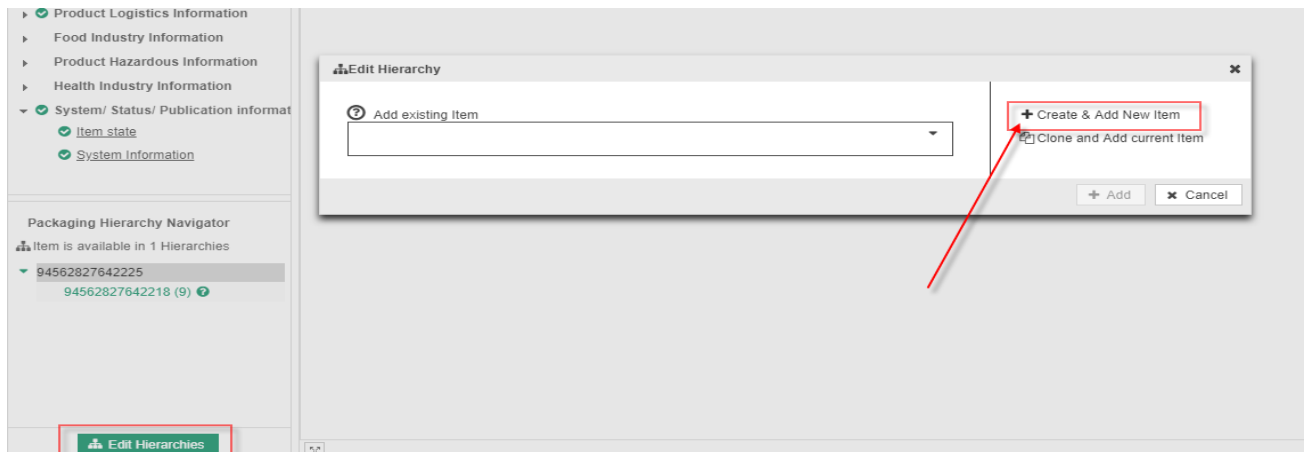 Product Logistics Information
Food Industry Information
Product Hazardous Information
Health Industry Information
System/ Status/ Publication informat
Item state
System Information
Packaging Hierarchy Navigator
Item is available in 1 Hierarchies
94562827642225
94562827642218 (9)
Edit Hierarchies
Edit Hierarchy
Add existing Item
Create & Add New Item
Clone and Add current Item
Add
Cancel